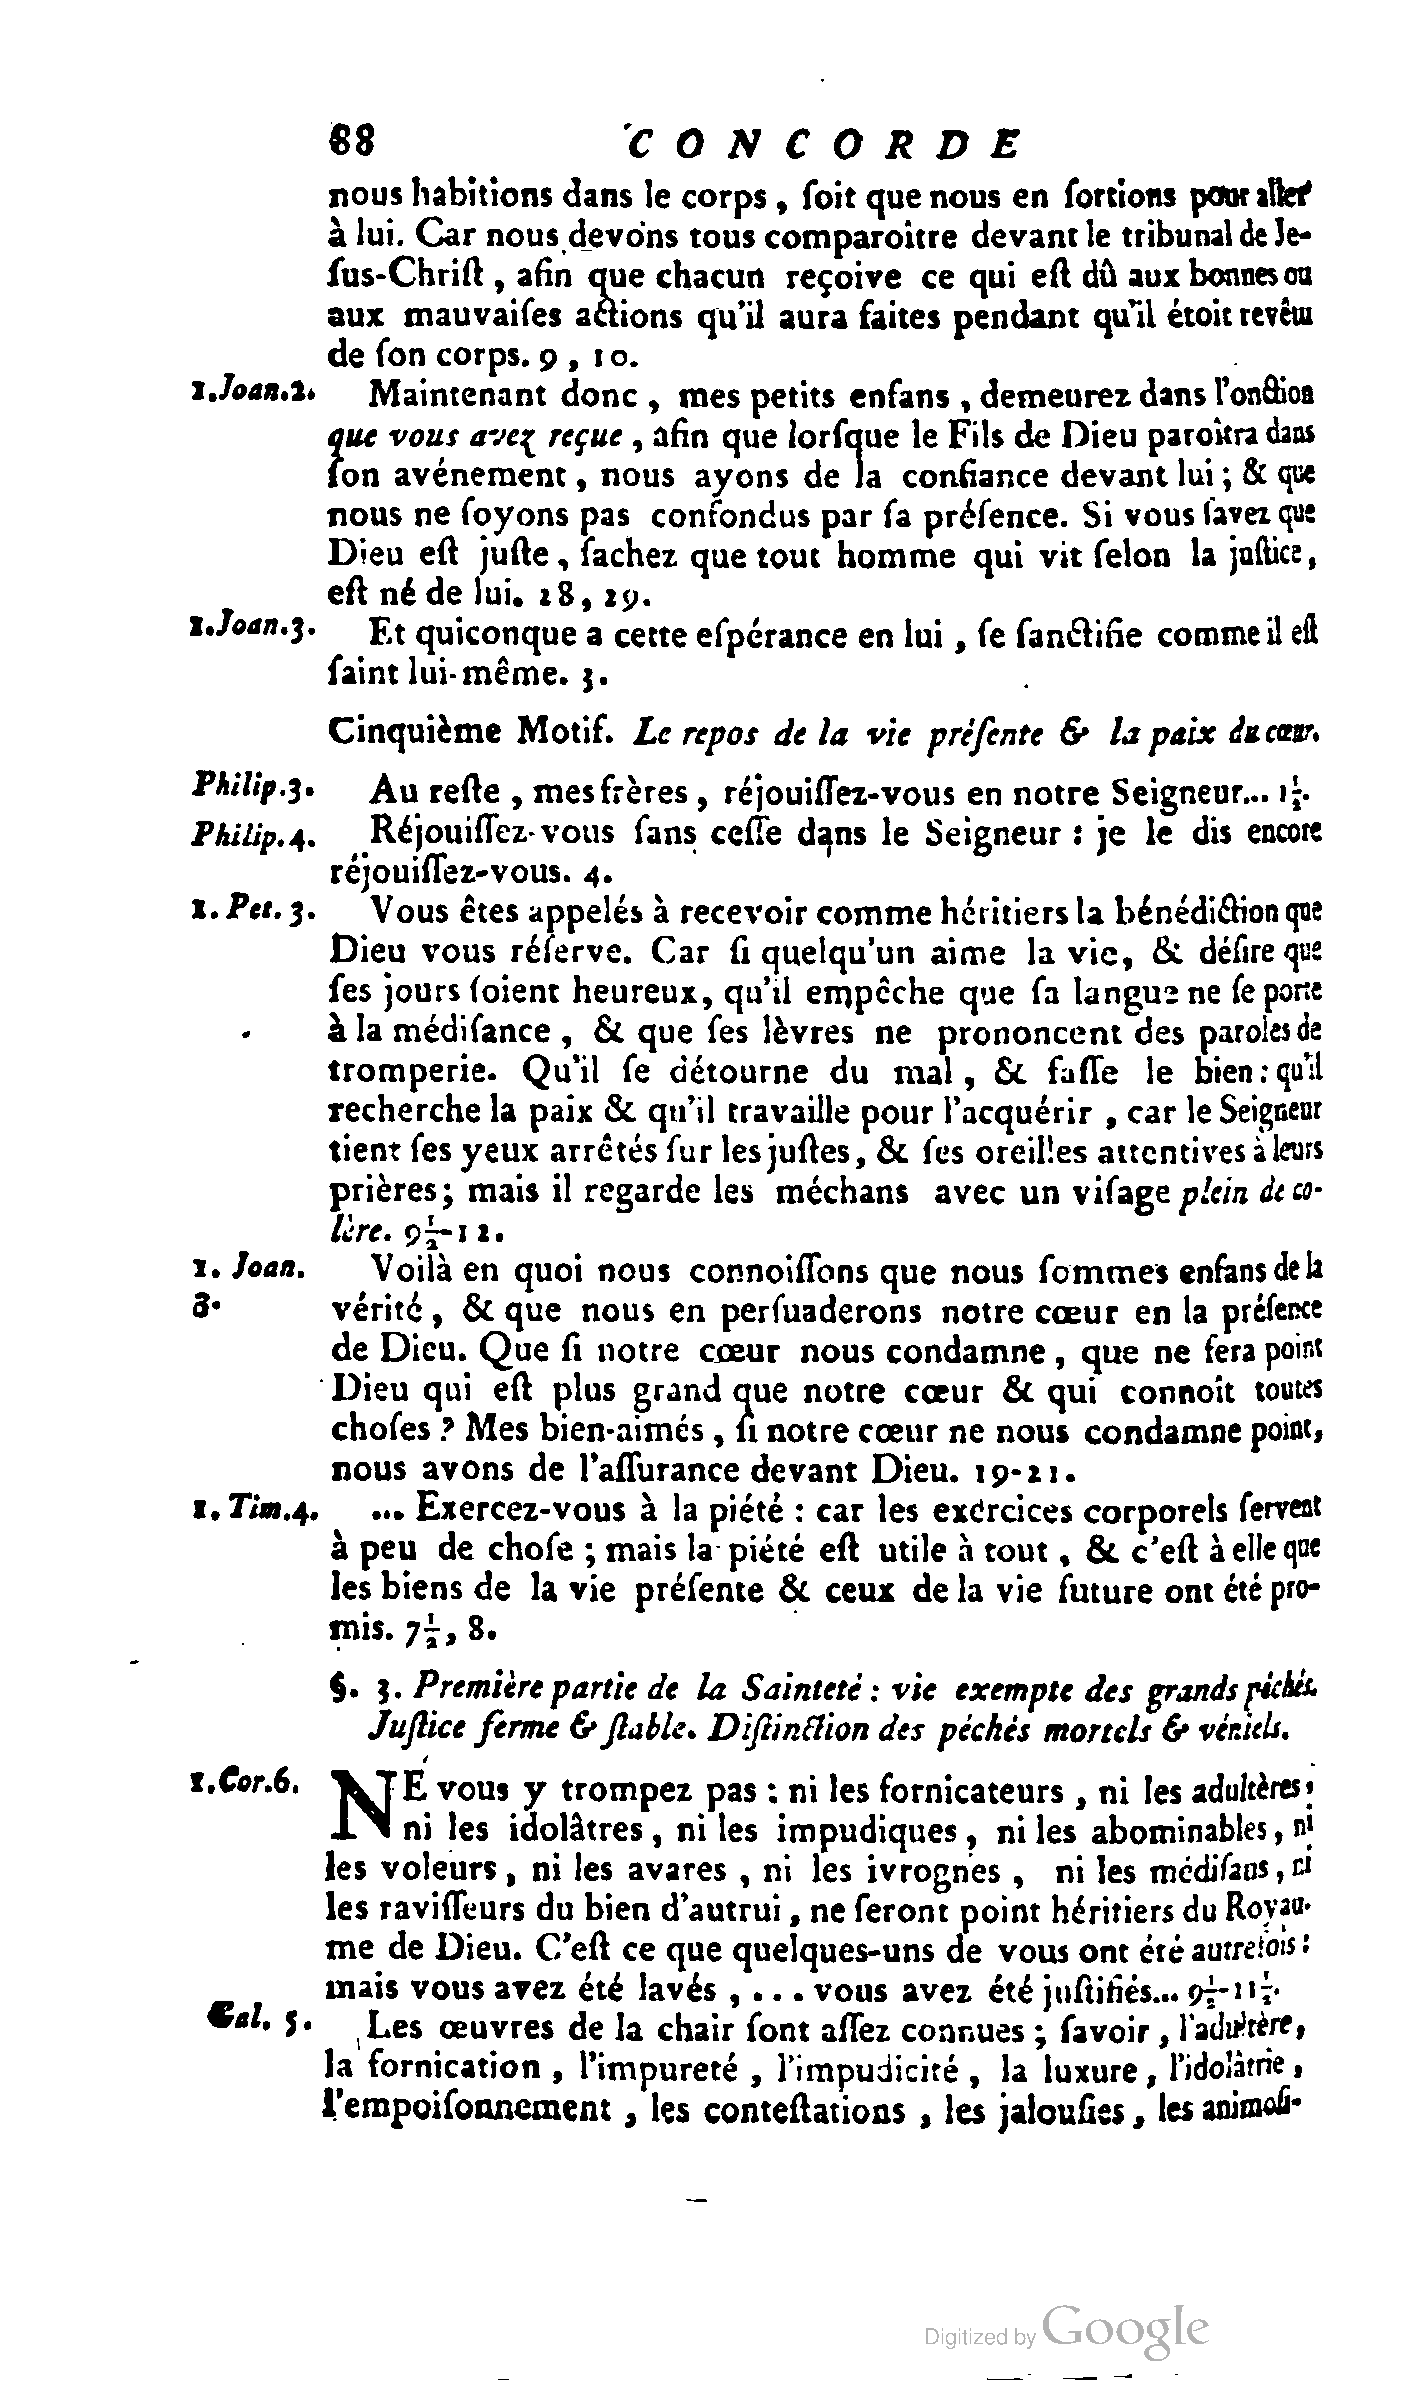 88 CONCORDE
nous habitions dans le corps, ſoit que nous en ſortions pour aller
à lui. Car nous devons tous comparoitre devant le tribunal de Je-
ſus-Chriſt, afin que chacun reçoive ce qui eſt dû aux bonnes ou
aux mauvaiſes actions qu'il aura faites pendant qu'il étoit revêtu
de ſon corps. 9, 10.
1.Joan.2. Maintenant donc, mes petits enfans, demeurez dans l'onction
que vous avez reçue, afin que lorſque le Fils de Dieu paroîtra dans
ſon avénement, nous ayons de la confiance devant lui; & que
nous ne ſoyons pas confondus par ſa préſence. Si vous ſavez que
Dieu eſt juſte, ſachez que tout homme qui vit ſelon la juſtice,
eſt né de lui. 28, 29.
1.Joan.3. Et quiconque a cette eſpérance en lui, ſe ſanctifie comme il eſt
ſaint lui-même. 3.
Cinquième Motif. Le repos de la vie préſente & la paix du cœur.
Philip.3. Au reſte, mes frères, réjouiſſez-vous en notre Seigneur... 1½.
Philip.4. Réjouiſſez-vous ſans ceſſe dans le Seigneur : je le dis encore
réjouiſſez-vous. 4.
1. Pet. 3. Vous êtes appelés à recevoir comme héritiers la bénédiction que
Dieu vous réſerve. Car ſi quelqu'un aime la vie, & déſire que
ſes jours ſoient heureux, qu'il empêche que ſa langue ne ſe porte
à la médiſance, & que ſes lèvres ne prononcent des paroles de
tromperie. Qu'il ſe détourne du mal, & faſſe le bien : qu'il
recherche la paix & qu'il travaille pour l'acquérir, car le Seigneur
tient ſes yeux arrêtés ſur les juſtes, & ſes oreilles attentives à leurs
prières; mais il regarde les méchans avec un viſage plein de co-
lère. 9½-12.
1. Joan. Voilà en quoi nous connoiſſons que nous ſommes enfans de la
3. vérité, & que nous en perſuaderons notre cœur en la préſence
de Dieu. Que ſi notre cœur nous condamne, que ne fera point
Dieu qui eſt plus grand que notre cœur & qui connoît toutes
choſes ? Mes bien-aimés, ſi notre cœur ne nous condamne point,
nous avons de l'aſſurance devant Dieu. 19-21.
1. Tim.4. ... Exercez-vous à la piété : car les exercices corporels ſervent
à peu de choſe ; mais la piété eſt utile à tout, & c'eſt à elle que
les biens de la vie préſente & ceux de la vie future ont été pro-
mis. 7½, 8.
§. 3. Première partie de la Sainteté : vie exempte des grands péchés.
Juſtice ferme & ſtable. Diſtinction des péchés mortels & véniels.
1.Cor.6. NE vous y trompez pas : ni les fornicateurs, ni les adultères,
ni les idolâtres, ni les impudiques, ni les abominables, ni
les voleurs, ni les avares, ni les ivrognes, ni les médiſans, ni
les raviſſeurs du bien d'autrui, ne ſeront point héritiers du Royau-
me de Dieu. C'eſt ce que quelques-uns de vous ont été autrefois :
mais vous avez été lavés, ... vous avez été juſtifiés... 9½-11½.
Gal. 5. Les œuvres de la chair ſont aſſez connues ; ſavoir, l'adultère,
la fornication, l'impureté, l'impudicité, la luxure, l'idolâtrie,
l'empoiſonnement, les conteſtations, les jalouſies, les animoſi-
Digitized by Google